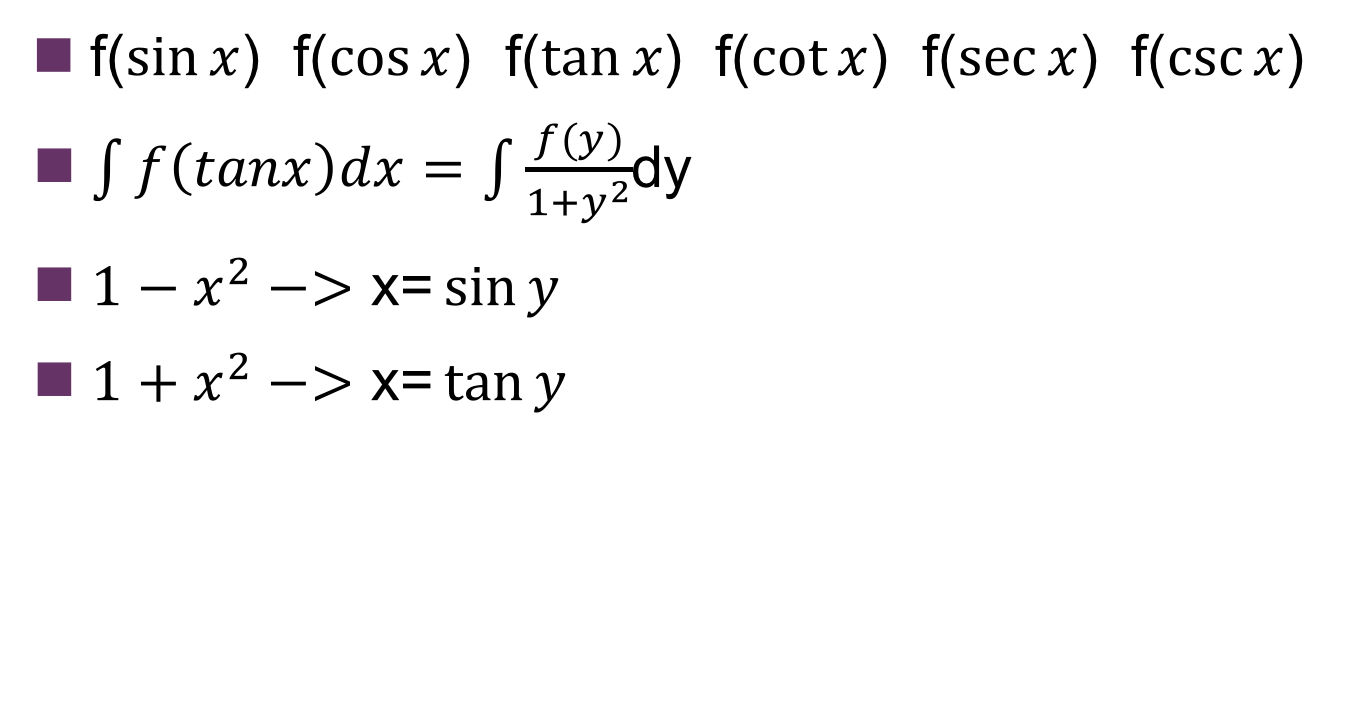 f(sin x) f(cos x) f(tan x) f(cot x) f(sec x) f(csc x)
∫ f(tanx)dx = ∫ f(y)/1+y² dy
1 − x² −> x= sin y
1 + x² −> x= tan y